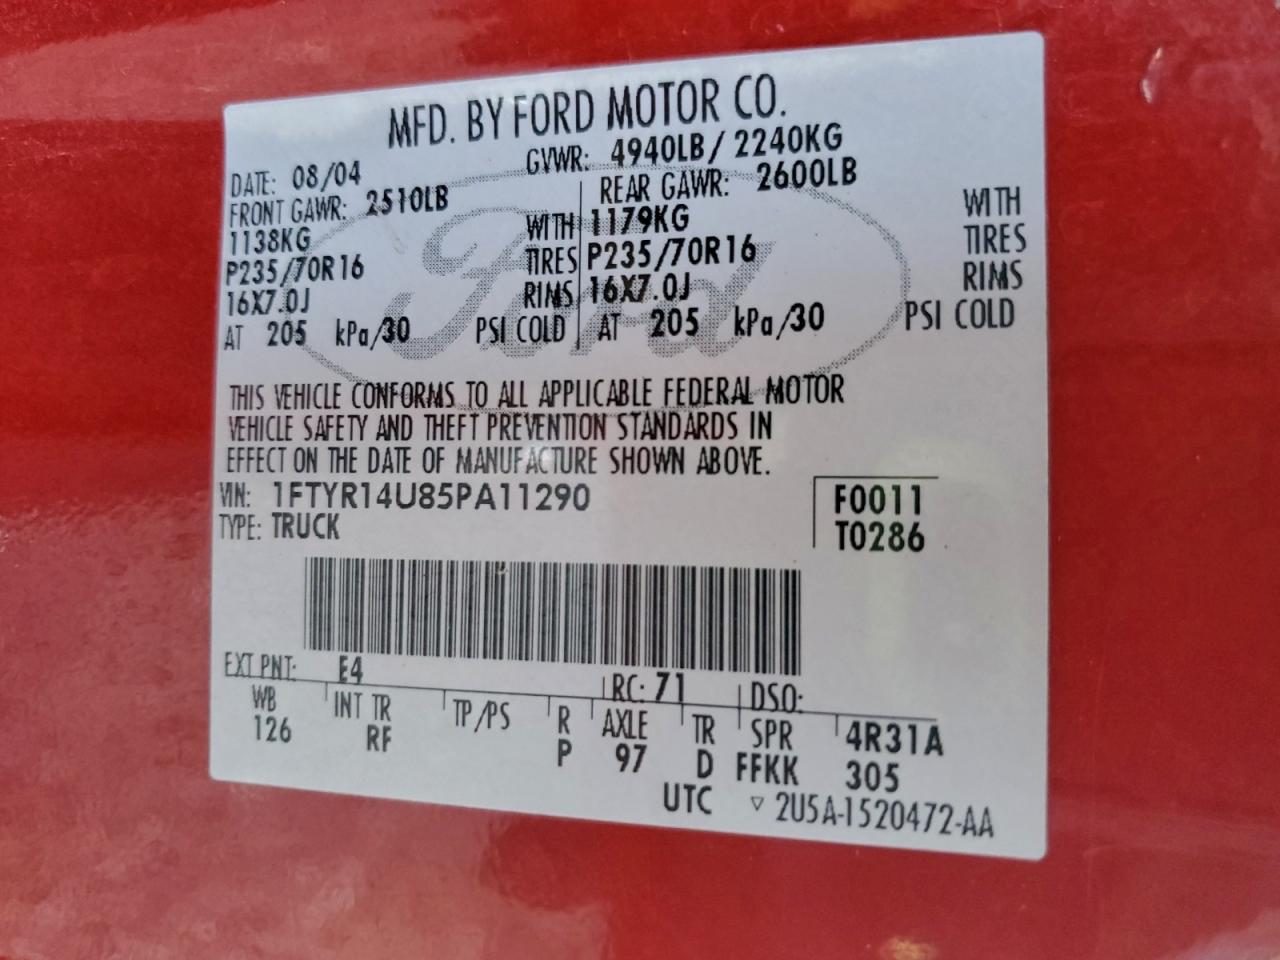 MFD. BY FORD MOTOR CO.
DATE: 08/04 GVWR: 4940LB/ 2240KG
FRONT GAWR: 2510LB REAR GAWR: 2600LB
1138KG WITH 1179KG WITH
P235/70R16 TIRES P235/70R16 TIRES
16X7.0J RIMS 16X7.0J RIMS
AT 205 kPa/30 PSI COLD AT 205 kPa/30 PSI COLD
Ford
THIS VEHICLE CONFORMS TO ALL APPLICABLE FEDERAL MOTOR
VEHICLE SAFETY AND THEFT PREVENTION STANDARDS IN
EFFECT ON THE DATE OF MANUFACTURE SHOWN ABOVE.
VIN: 1FTYR14U85PA11290 F0011
TYPE: TRUCK T0286
EXT PNT: E4 RC: 71 DSO:
WB INT TR TP/PS R AXLE TR SPR 4R31A
126 RF P 97 D FFKK 305
UTC ▽ 2U5A-1520472-AA